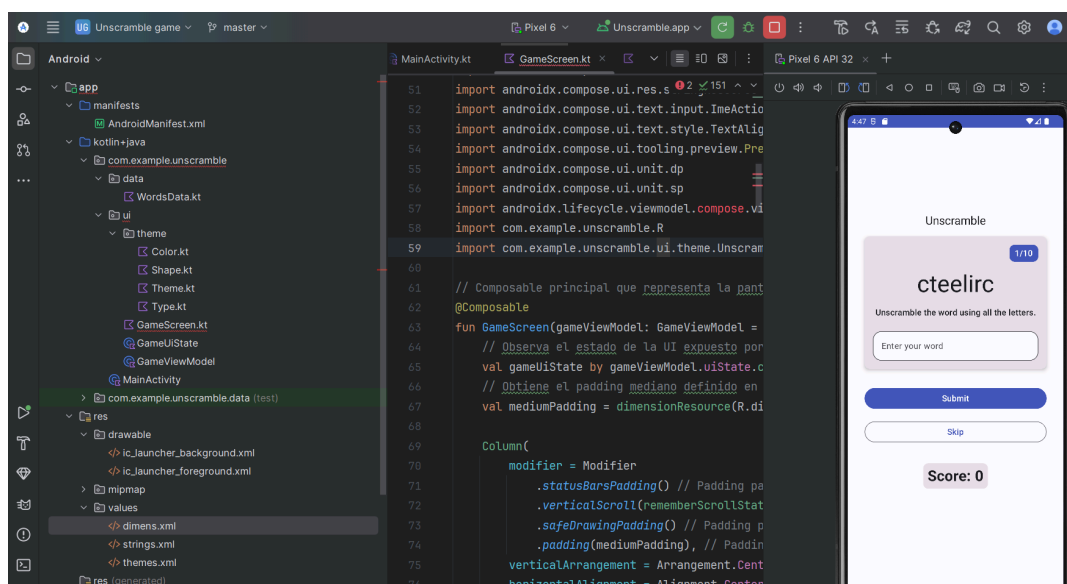 UG Unscramble game master Pixel 6 Unscramble.app
Android
app
manifests
AndroidManifest.xml
kotlin+java
com.example.unscramble
data
WordsData.kt
ui
theme
Color.kt
Shape.kt
Theme.kt
Type.kt
GameScreen.kt
GameUiState
GameViewModel
MainActivity
com.example.unscramble.data (test)
res
drawable
ic_launcher_background.xml
ic_launcher_foreground.xml
mipmap
values
dimens.xml
strings.xml
themes.xml
res (generated)
MainActivity.kt GameScreen.kt
2 151
51 import androidx.compose.ui.res.s
52 import androidx.compose.ui.text.input.ImeActio
53 import androidx.compose.ui.text.style.TextAlig
54 import androidx.compose.ui.tooling.preview.Pre
55 import androidx.compose.ui.unit.dp
56 import androidx.compose.ui.unit.sp
57 import androidx.lifecycle.viewmodel.compose.vi
58 import com.example.unscramble.R
59 import com.example.unscramble.ui.theme.Unscram
60
61 // Composable principal que representa la pant
62 @Composable
63 fun GameScreen(gameViewModel: GameViewModel =
64 // Observa el estado de la UI expuesto por
65 val gameUiState by gameViewModel.uiState.c
66 // Obtiene el padding mediano definido en
67 val mediumPadding = dimensionResource(R.di
68
69 Column(
70 modifier = Modifier
71 .statusBarsPadding() // Padding pa
72 .verticalScroll(rememberScrollStat
73 .safeDrawingPadding() // Padding p
74 .padding(mediumPadding), // Paddin
75 verticalArrangement = Arrangement.Cent
76 horizontalAlignment = Alignment.Center
Pixel 6 API 32
4:47
Unscramble
1/10
cteelirc
Unscramble the word using all the letters.
Enter your word
Submit
Skip
Score: 0